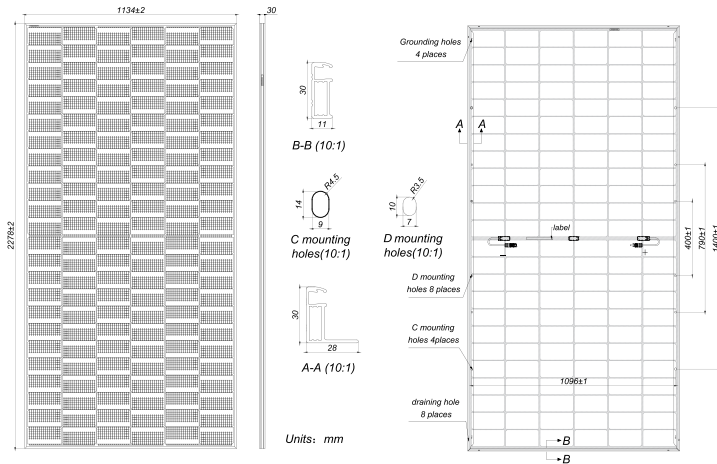 1134±2
30
2278±2
30
11
B-B (10:1)
R4.5
14
9
C mounting
holes(10:1)
R3.5
10
7
D mounting
holes(10:1)
30
28
A-A (10:1)
Units: mm
Grounding holes
4 places
A A
label
–
+
D mounting
holes 8 places
C mounting
holes 4places
draining hole
8 places
1096±1
400±1
790±1
1400±1
B
B